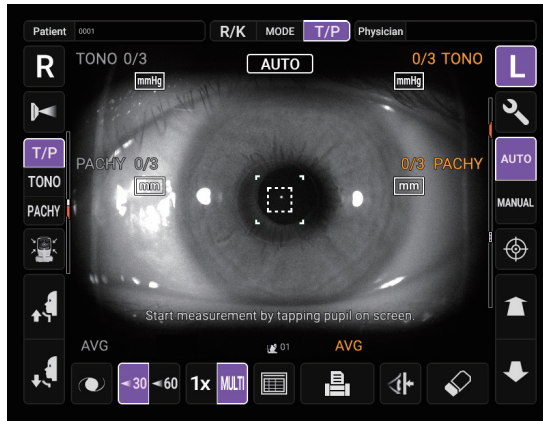 Patient 0001 R/K MODE T/P Physician
R TONO 0/3 AUTO 0/3 TONO L
mmHg mmHg
T/P PACHY 0/3 0/3 PACHY AUTO
TONO mm mm
PACHY MANUAL
Start measurement by tapping pupil on screen.
AVG 01 AVG
30 60 1x MULTI